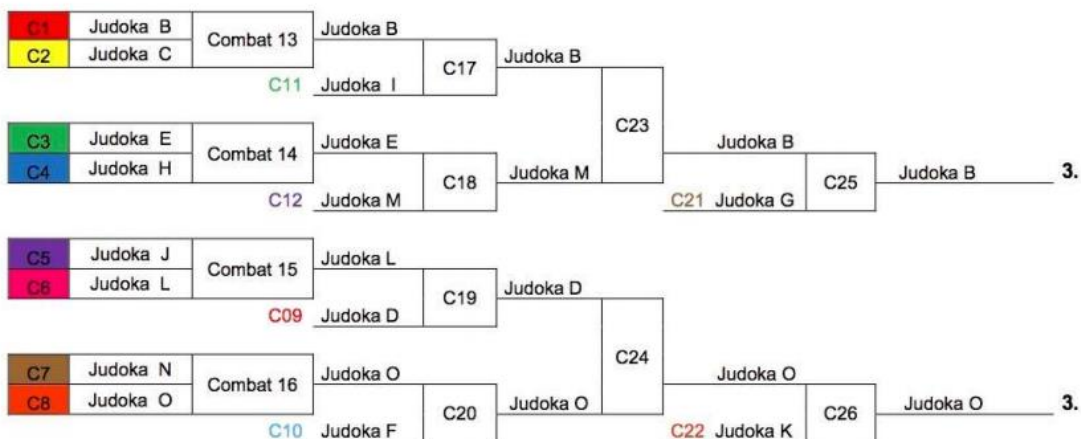 C1 Judoka B Combat 13 Judoka B
C2 Judoka C C17 Judoka B
C11 Judoka I
C23
C3 Judoka E Combat 14 Judoka E Judoka B
C4 Judoka H C18 Judoka M C25 Judoka B 3.
C12 Judoka M C21 Judoka G
C5 Judoka J Combat 15 Judoka L
C6 Judoka L C19 Judoka D
C09 Judoka D
C24
C7 Judoka N Combat 16 Judoka O Judoka O
C8 Judoka O C20 Judoka O C26 Judoka O 3.
C10 Judoka F C22 Judoka K